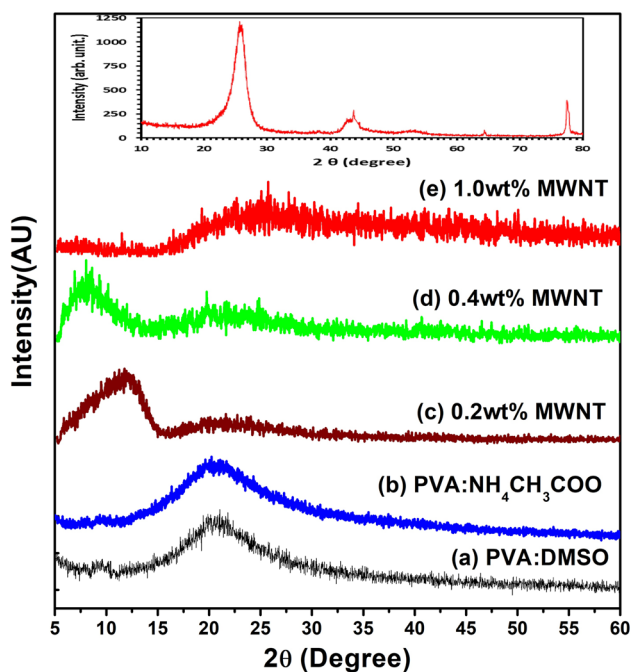 1250
1000
750
500
250
0
Intensity (arb. unit.)
10 20 30 40 50 60 70 80
2 θ (degree)
(e) 1.0wt% MWNT
(d) 0.4wt% MWNT
(c) 0.2wt% MWNT
(b) PVA:NH4CH3COO
(a) PVA:DMSO
Intensity(AU)
5 10 15 20 25 30 35 40 45 50 55 60
2θ (Degree)